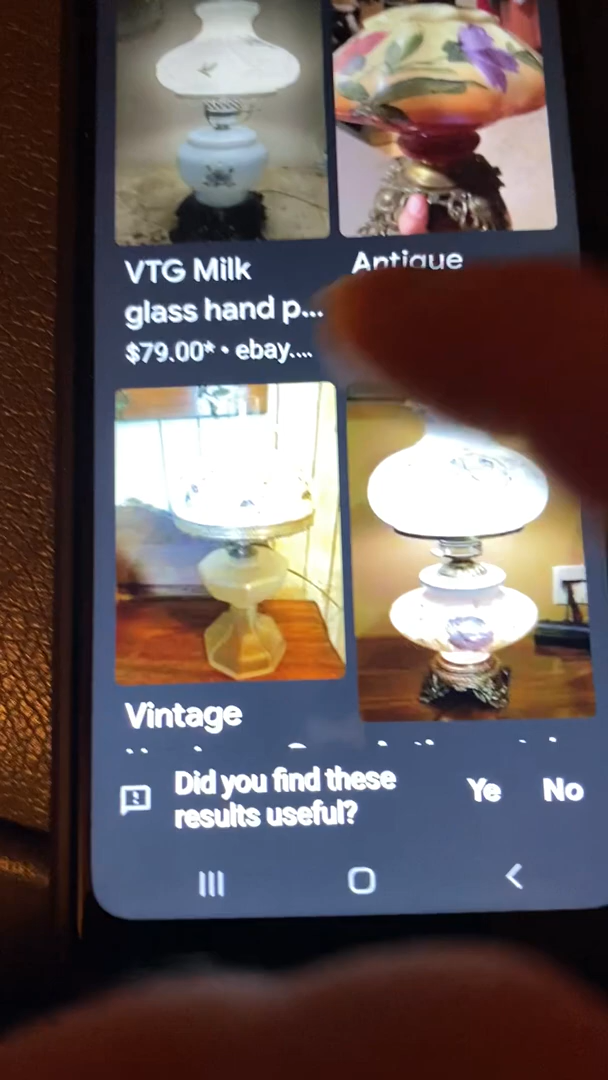 VTG Milk
glass hand p...
$79.00* • ebay....
Antique
Vintage
Did you find these
results useful?
Ye
No